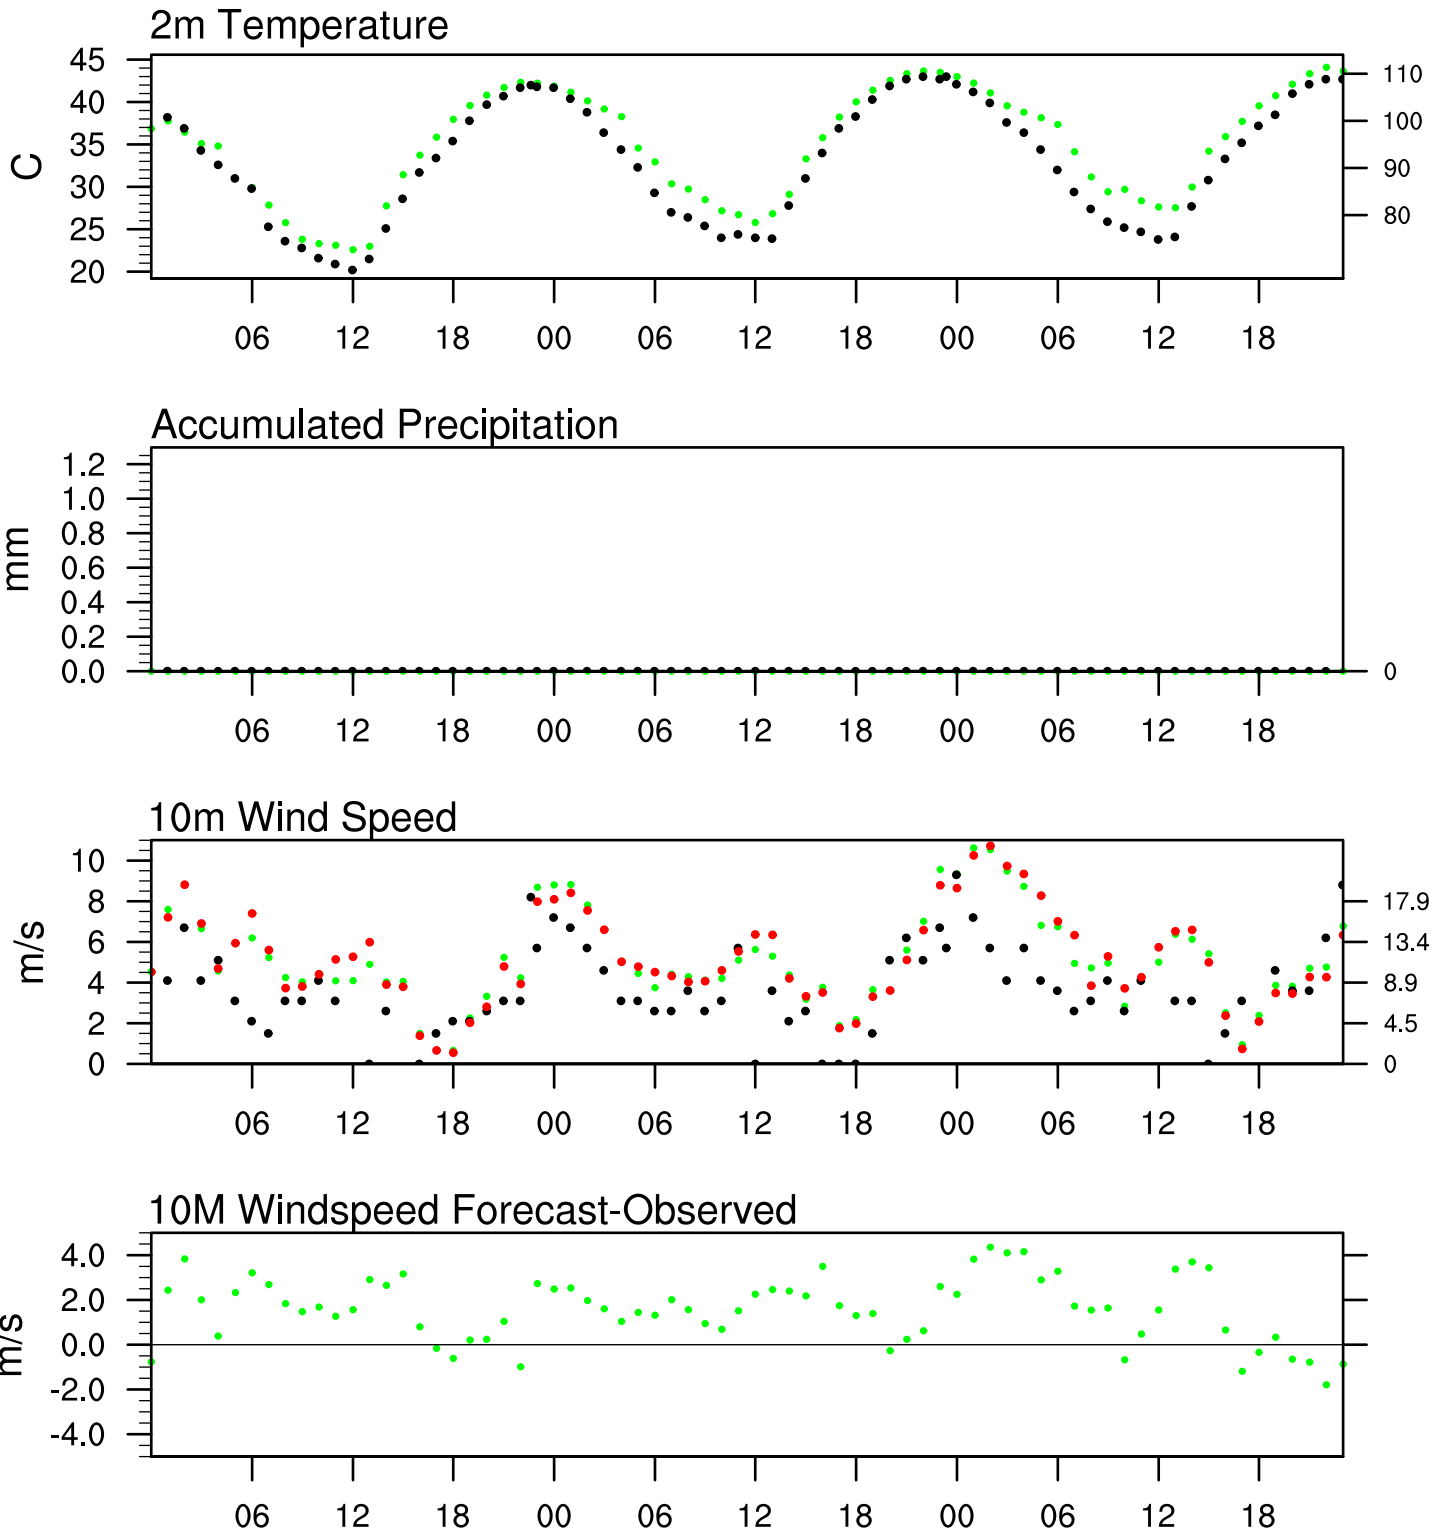 2m Temperature
45
40
35
30
25
20
C
110
100
90
80
06 12 18 00 06 12 18 00 06 12 18
Accumulated Precipitation
1.2
1.0
0.8
0.6
0.4
0.2
0.0
mm
0
06 12 18 00 06 12 18 00 06 12 18
10m Wind Speed
10
8
6
4
2
0
m/s
17.9
13.4
8.9
4.5
0
06 12 18 00 06 12 18 00 06 12 18
10M Windspeed Forecast-Observed
4.0
2.0
0.0
-2.0
-4.0
m/s
06 12 18 00 06 12 18 00 06 12 18